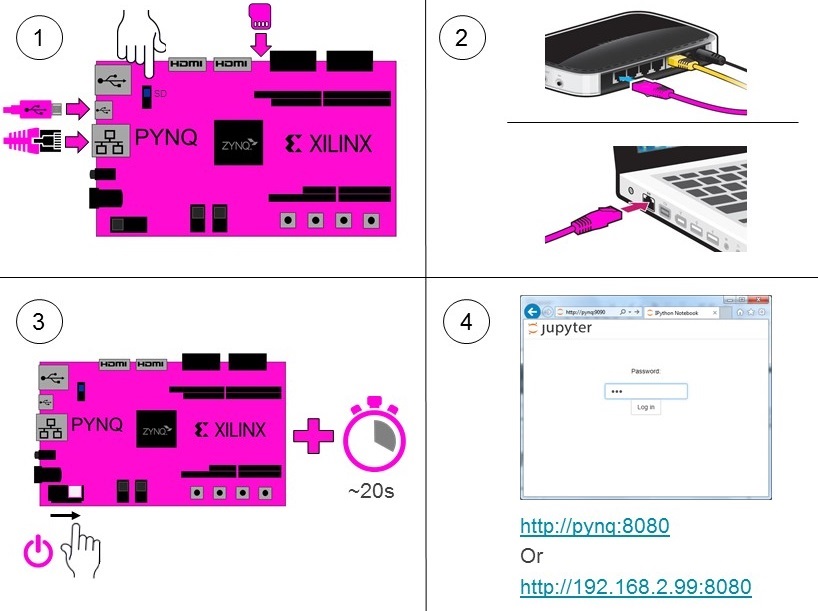 1
HDMI HDMI
SD
PYNQ
ZYNQ
XILINX
2
3
HDMI HDMI
PYNQ
ZYNQ
XILINX
~20s
4
http://pynq:9090
IPython Notebook
jupyter
Password:
•••
Log in
http://pynq:8080
Or
http://192.168.2.99:8080